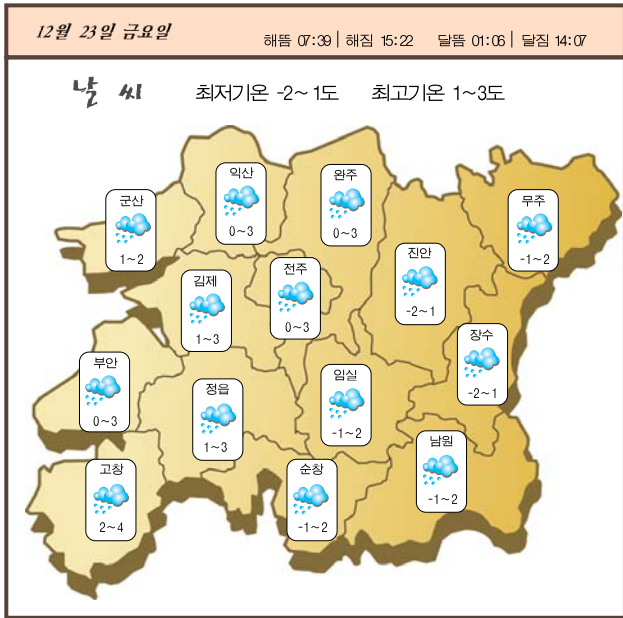 12월 23일 금요일
해뜸 07:39 | 해짐 15:22 달뜸 01:06 | 달짐 14:07
날 씨 최저기온 -2~1도 최고기온 1~3도
익산
0~3
완주
0~3
군산
1~2
무주
-1~2
진안
-2~1
전주
0~3
김제
1~3
장수
-2~1
부안
0~3
임실
-1~2
정읍
1~3
남원
-1~2
고창
2~4
순창
-1~2